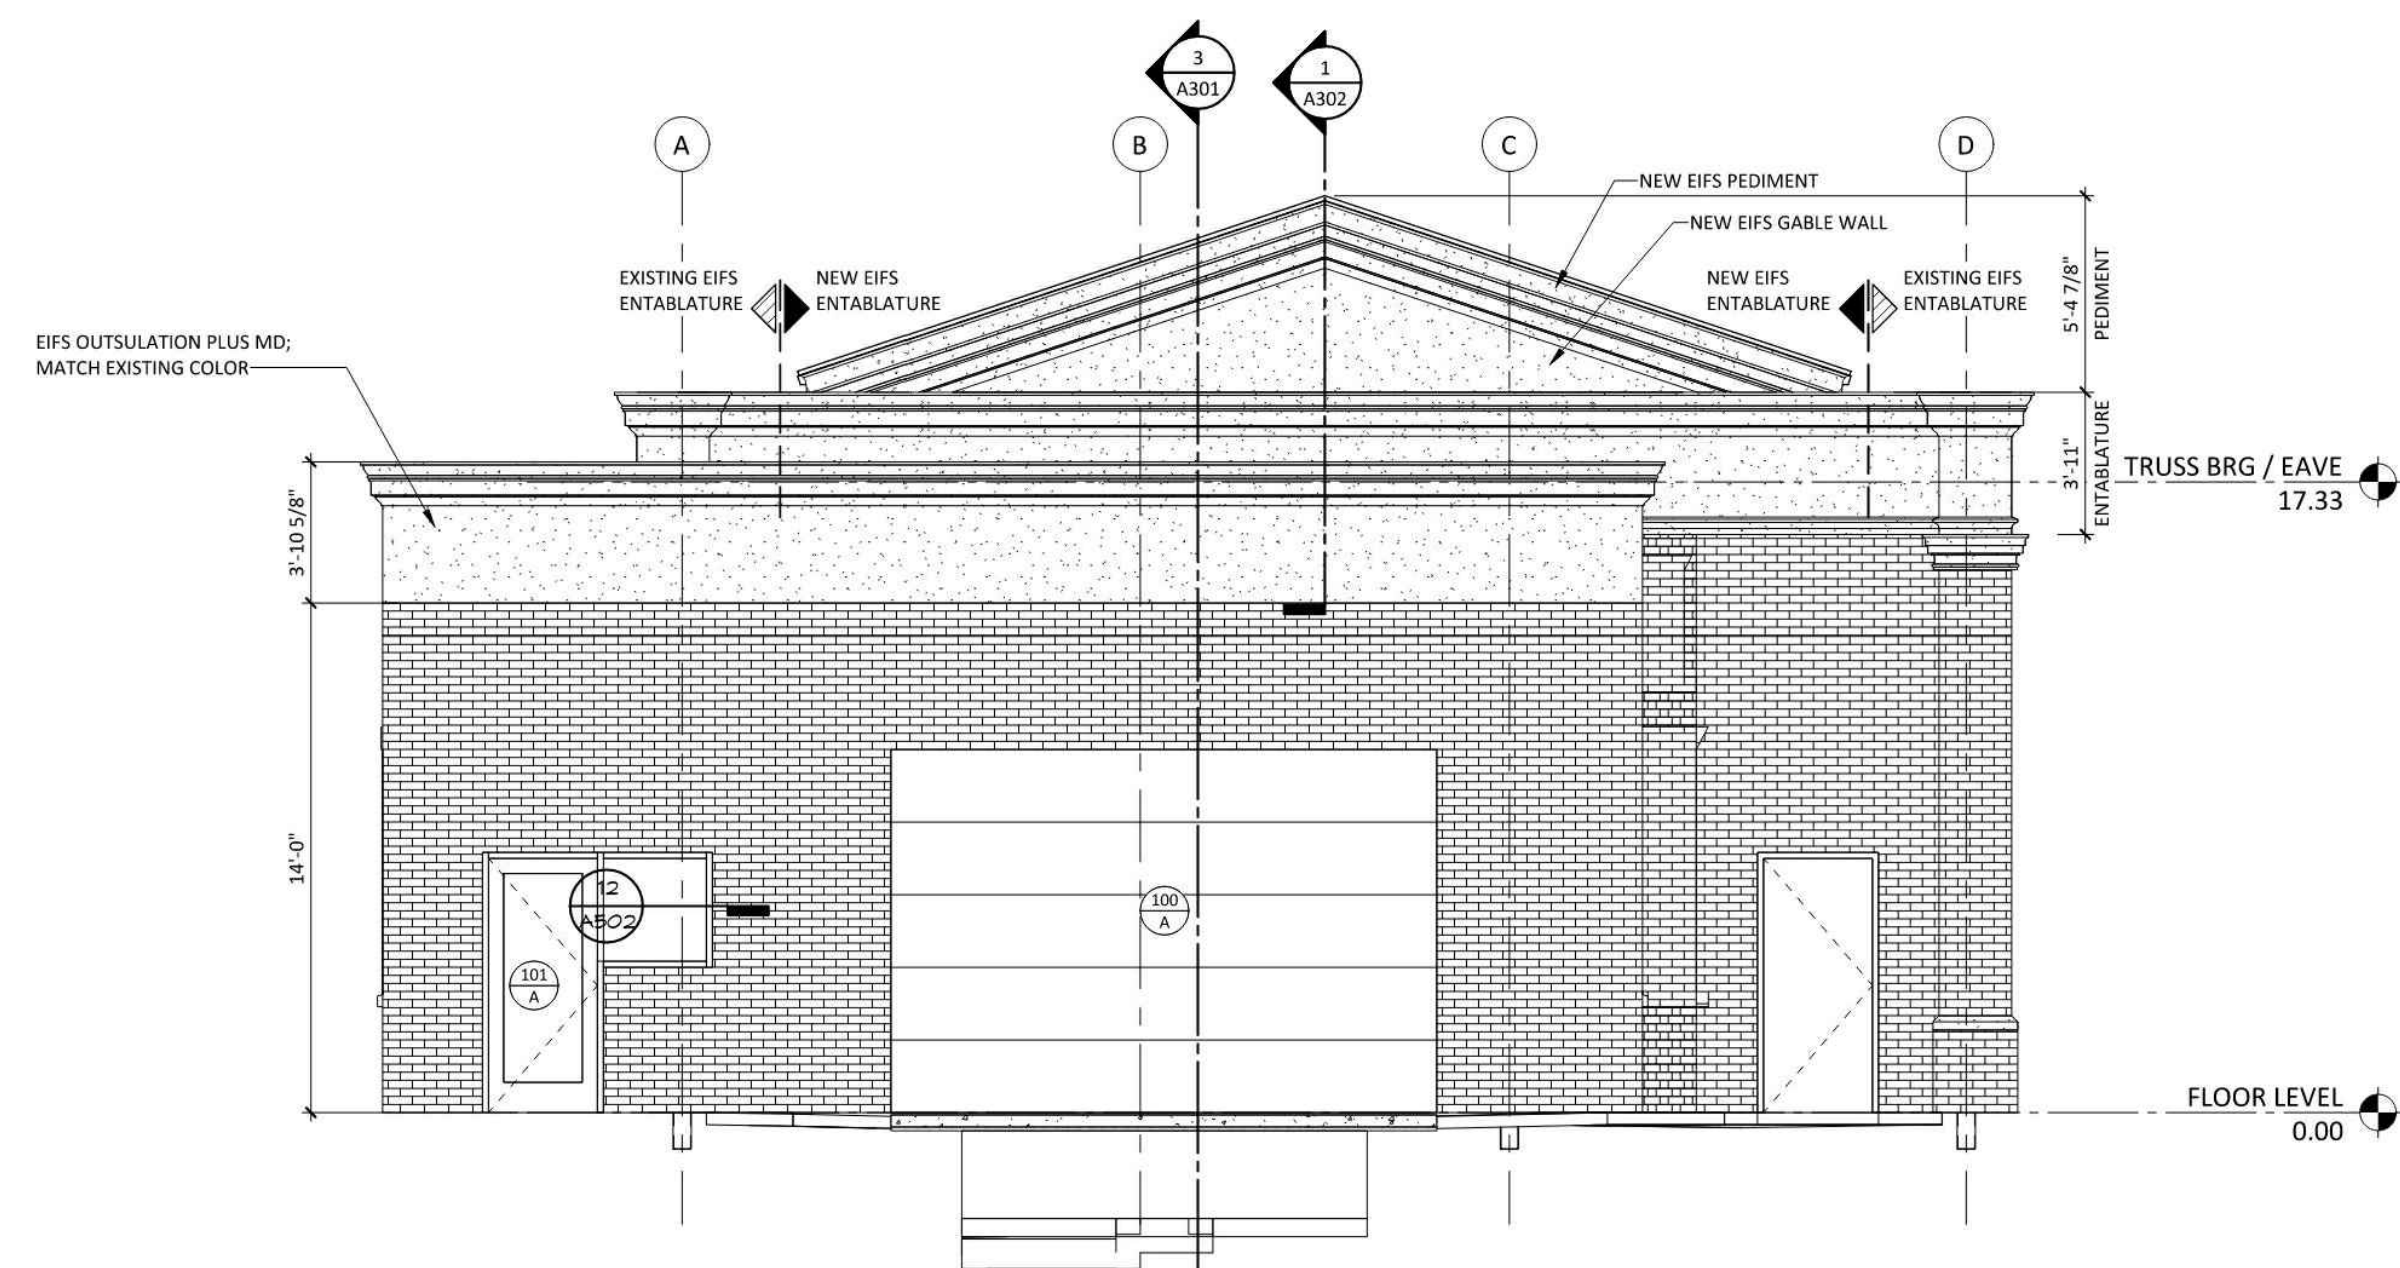 3
A301
1
A302
A
B
C
D
NEW EIFS PEDIMENT
NEW EIFS GABLE WALL
EXISTING EIFS
ENTABLATURE
NEW EIFS
ENTABLATURE
NEW EIFS
ENTABLATURE
EXISTING EIFS
ENTABLATURE
5'-4 7/8"
PEDIMENT
EIFS OUTSULATION PLUS MD;
MATCH EXISTING COLOR
3'-11"
ENTABLATURE
TRUSS BRG / EAVE
17.33
3'-10 5/8"
14'-0"
12
A502
100
A
101
A
FLOOR LEVEL
0.00